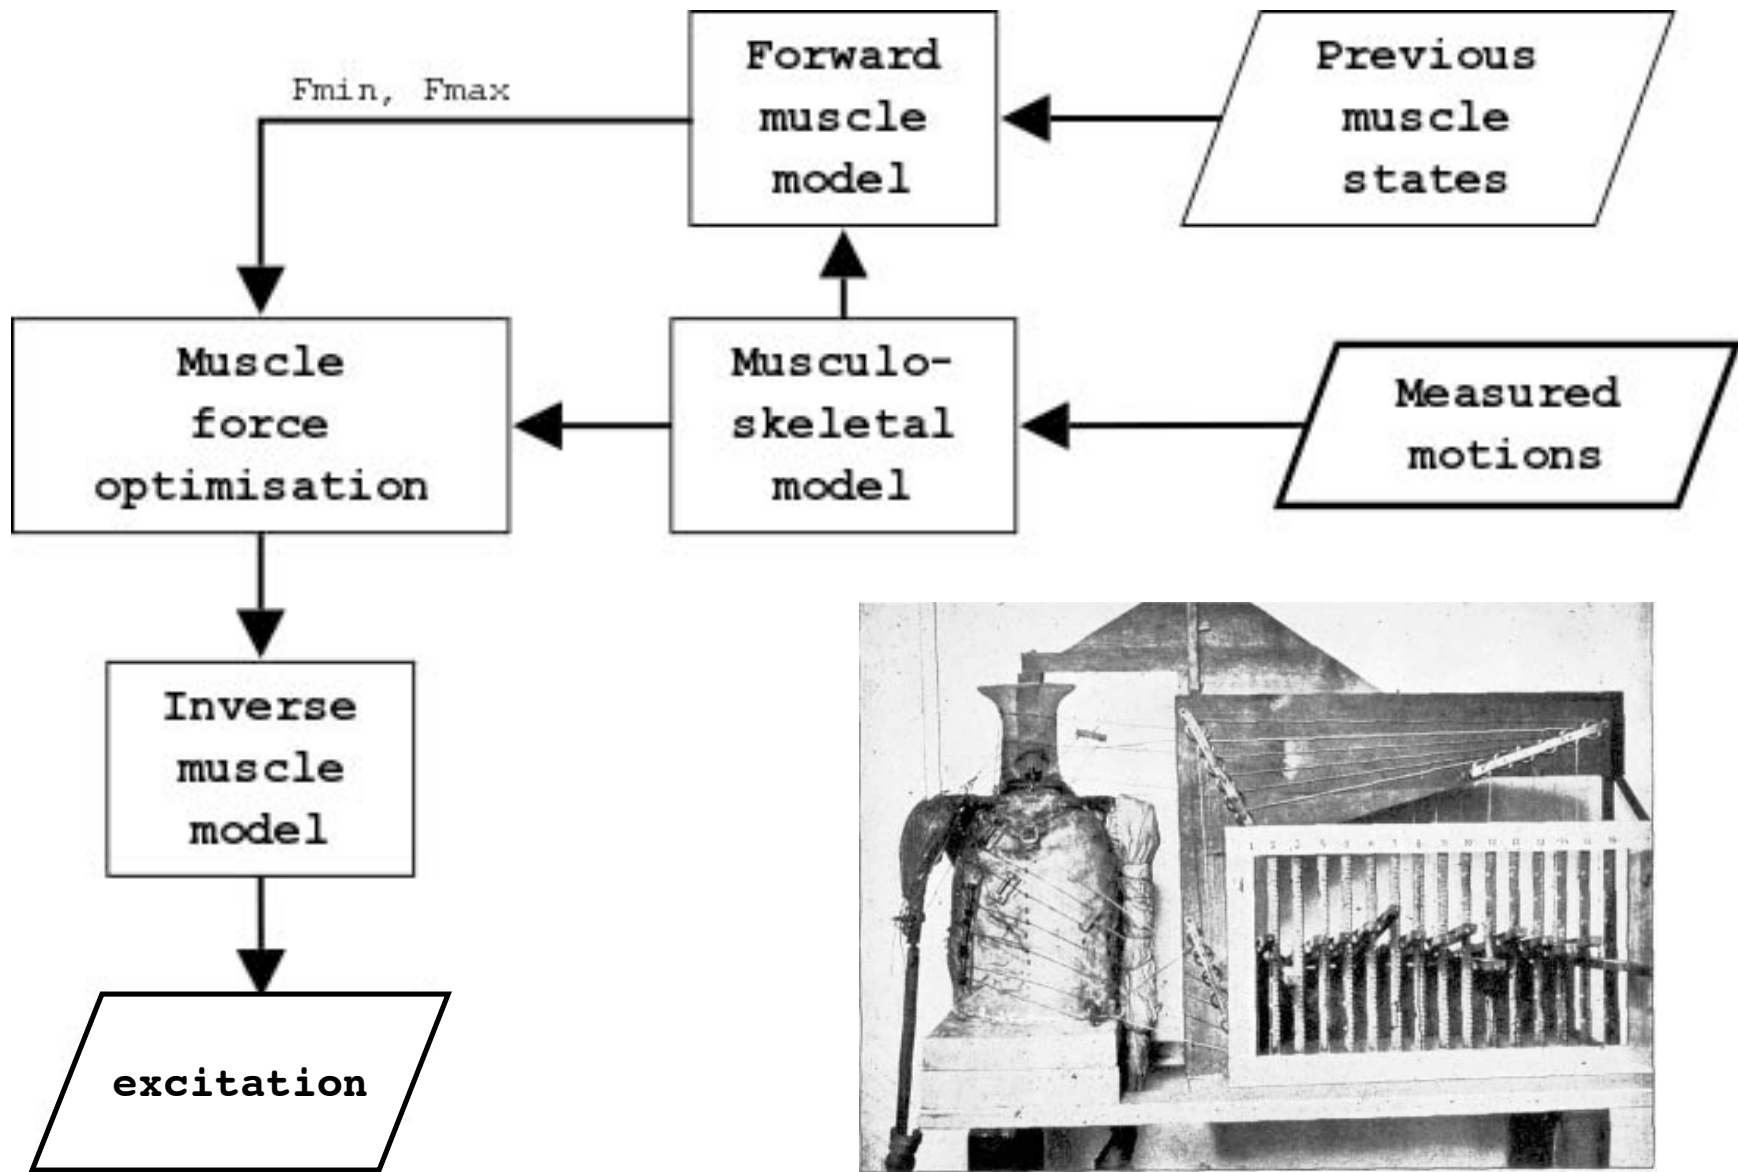 Forward
muscle
model
Previous
muscle
states
Fmin, Fmax
Muscle
force
optimisation
Musculo-
skeletal
model
Measured
motions
Inverse
muscle
model
excitation